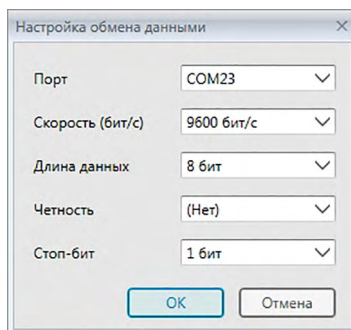 Настройка обмена данными
Порт COM23
Скорость (бит/с) 9600 бит/с
Длина данных 8 бит
Четность (Нет)
Стоп-бит 1 бит
OK Отмена